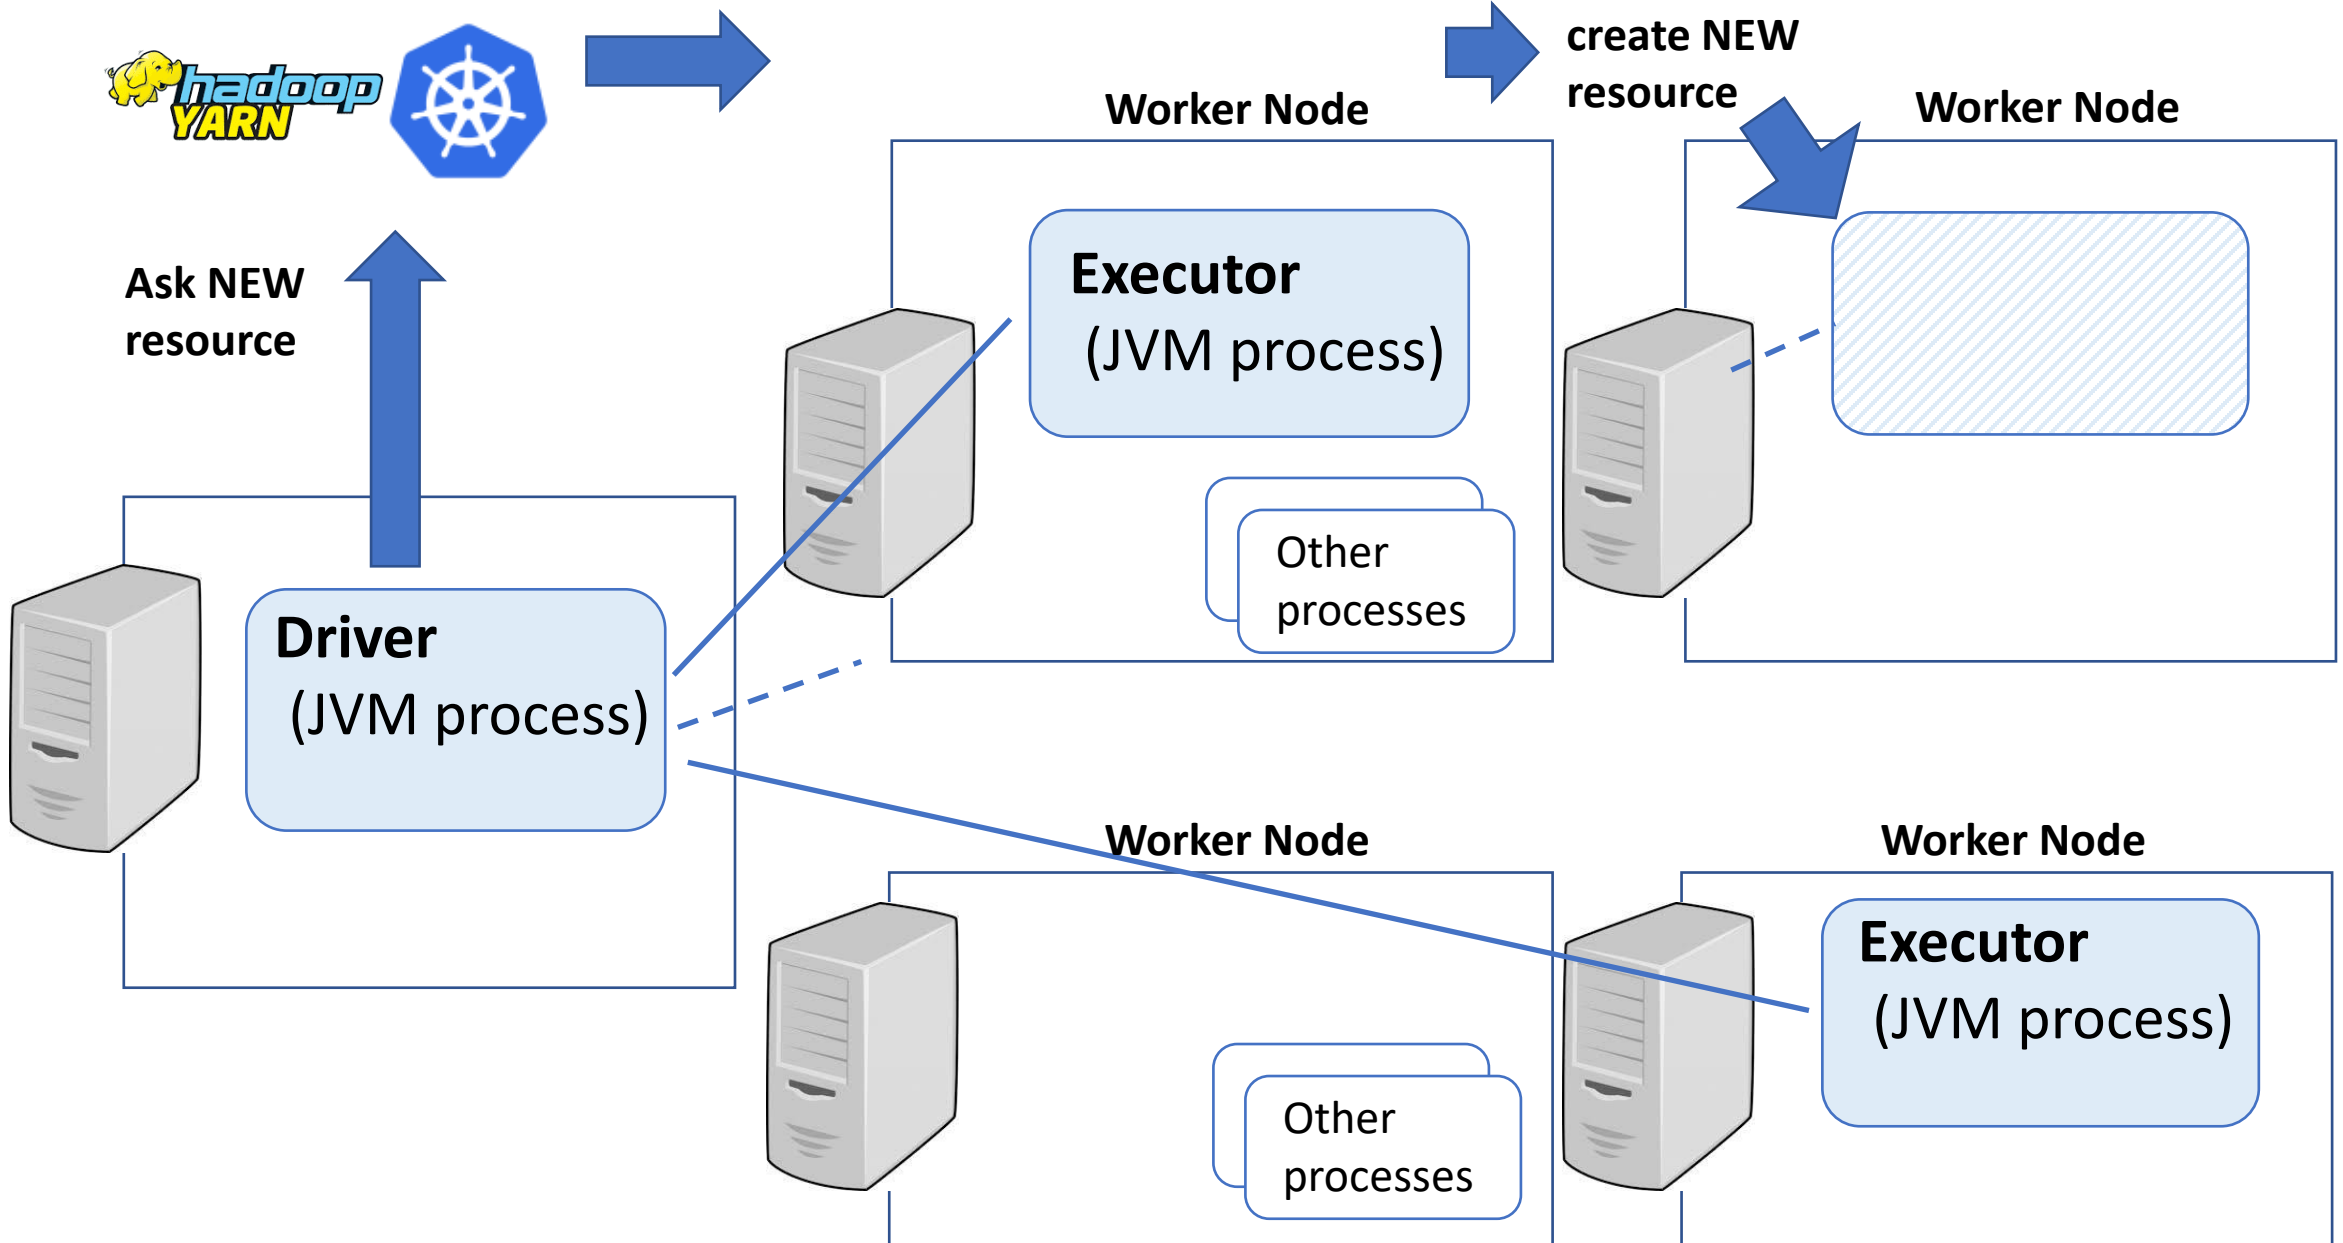 hadoop
YARN
create NEW
resource
Worker Node
Worker Node
Ask NEW
resource
Executor
(JVM process)
Other
processes
Driver
(JVM process)
Worker Node
Worker Node
Executor
(JVM process)
Other
processes